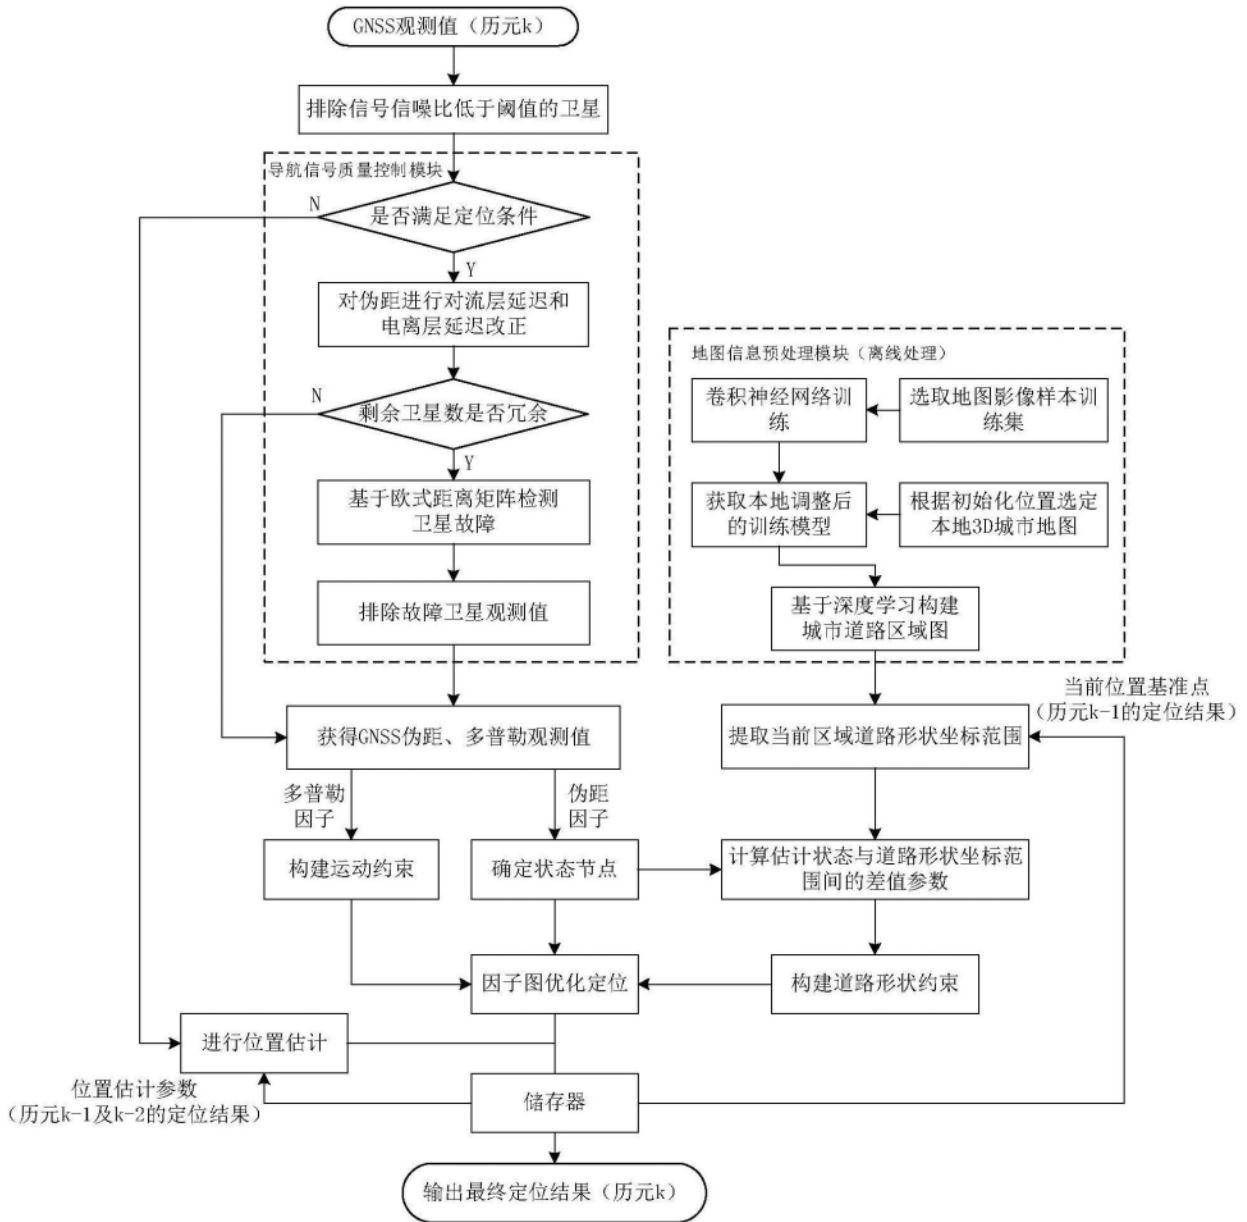 GNSS观测值（历元k）
排除信号信噪比低于阈值的卫星
导航信号质量控制模块
N
是否满足定位条件
Y
对伪距进行对流层延迟和
电离层延迟改正
N
剩余卫星数是否冗余
Y
基于欧式距离矩阵检测
卫星故障
排除故障卫星观测值
地图信息预处理模块（离线处理）
卷积神经网络训
练
选取地图影像样本训
练集
获取本地调整后
的训练模型
根据初始化位置选定
本地3D城市地图
基于深度学习构建
城市道路区域图
当前位置基准点
（历元k-1的定位结果）
获得GNSS伪距、多普勒观测值
提取当前区域道路形状坐标范围
多普勒
因子
伪距
因子
构建运动约束
确定状态节点
计算估计状态与道路形状坐标范
围间的差值参数
因子图优化定位
构建道路形状约束
进行位置估计
位置估计参数
（历元k-1及k-2的定位结果）
储存器
输出最终定位结果（历元k）